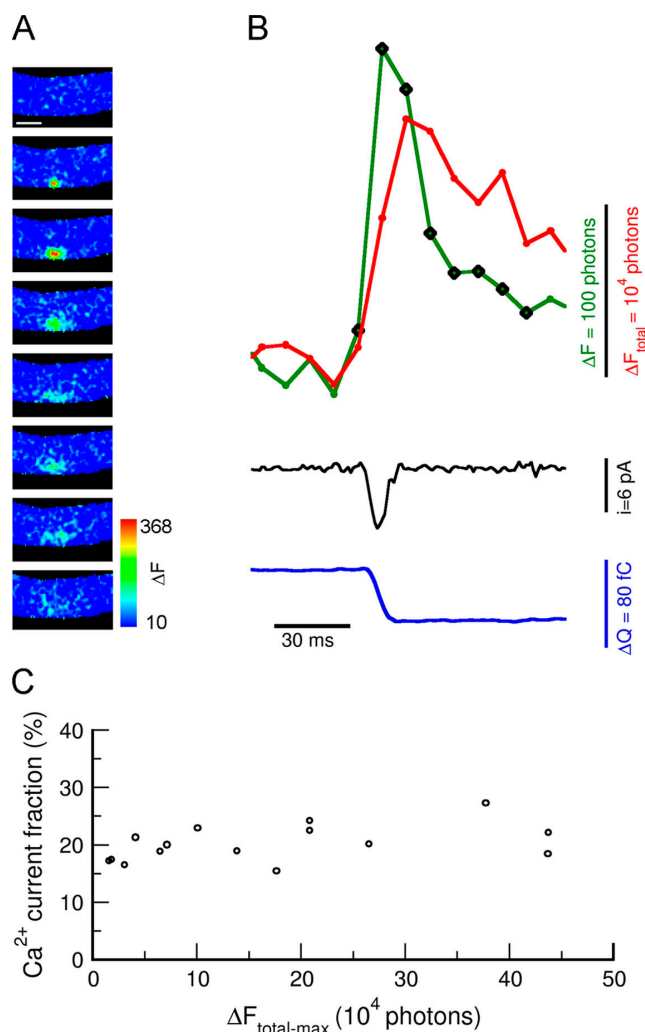 A
B
368
ΔF
10
ΔF = 100 photons
ΔFtotal = 10⁴ photons
i=6 pA
ΔQ = 80 fC
30 ms
C
Ca²⁺ current fraction (%)
40
30
20
10
0
0 10 20 30 40 50
ΔFtotal-max (10⁴ photons)